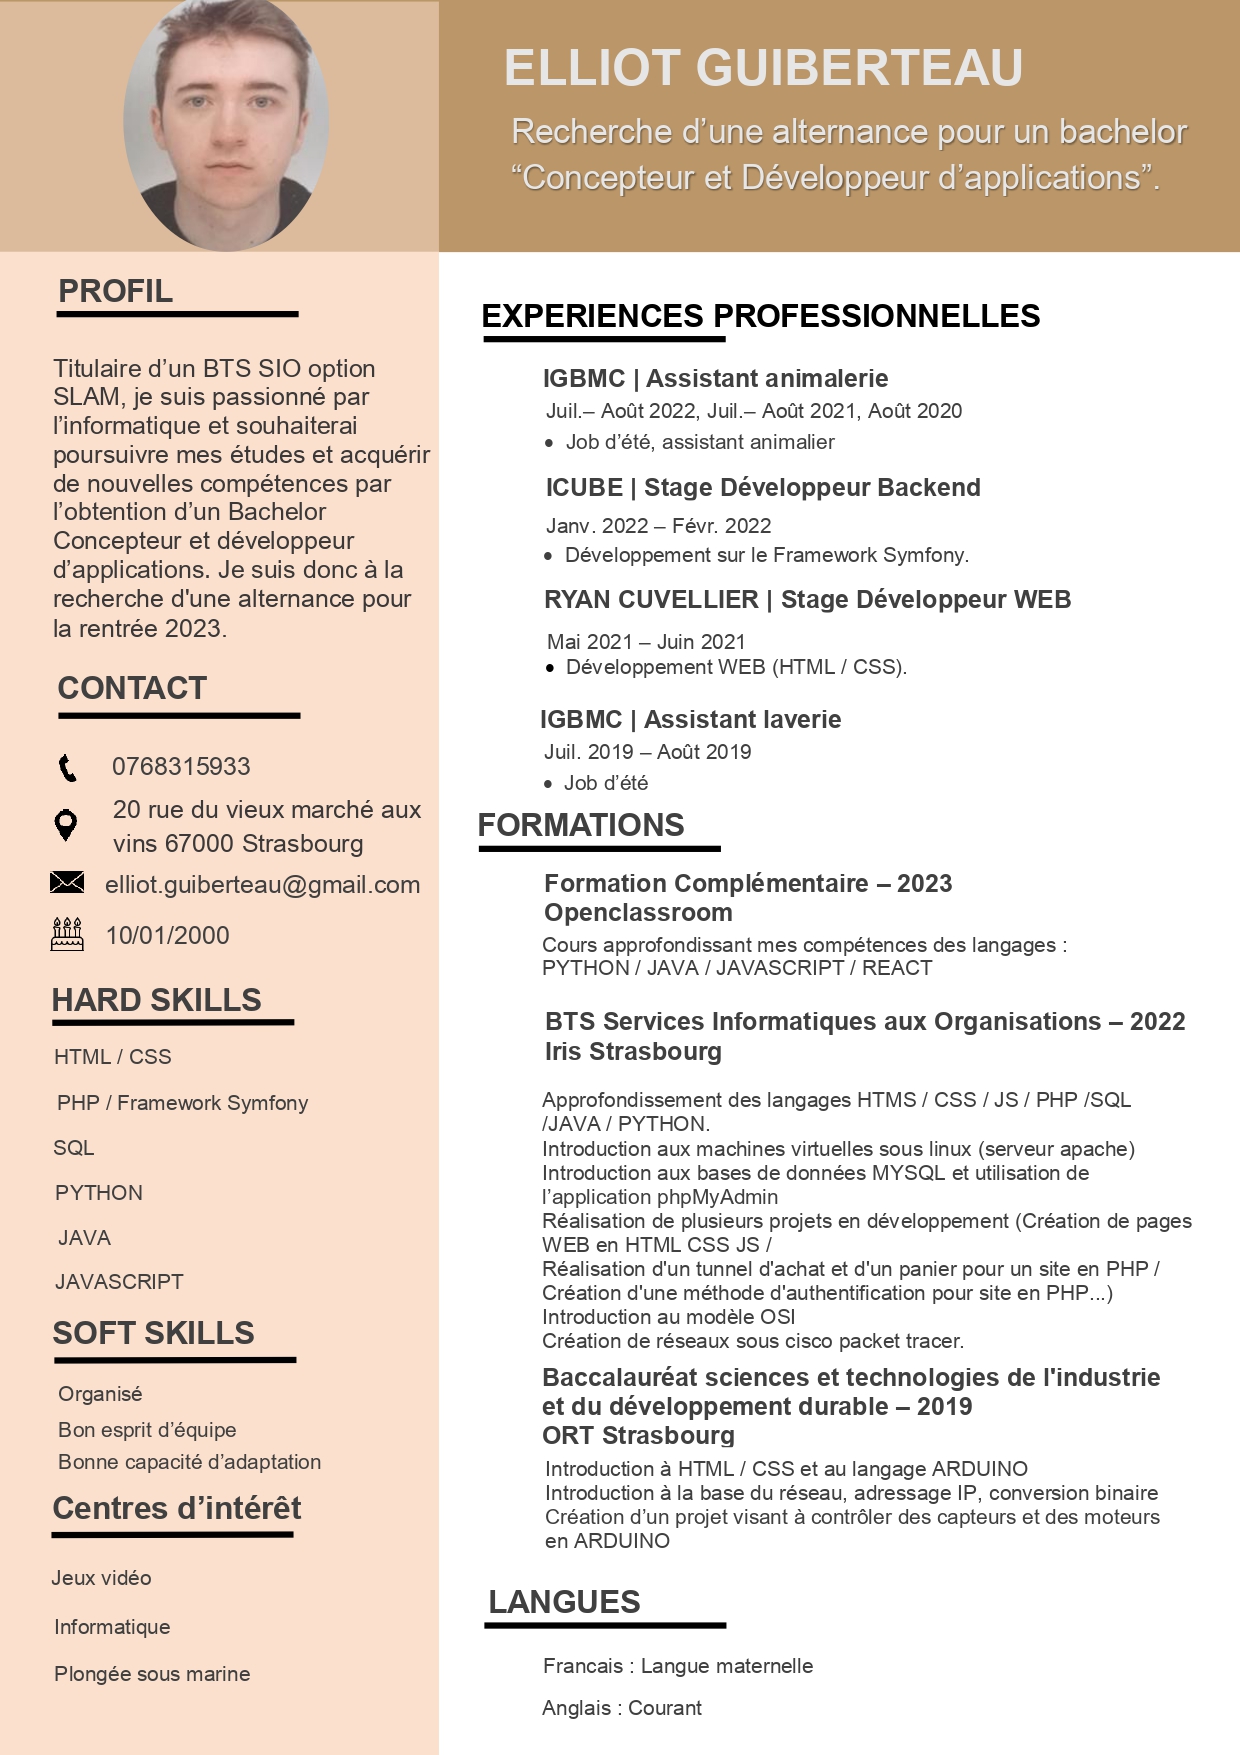 ELLIOT GUIBERTEAU
Recherche d’une alternance pour un bachelor
“Concepteur et Développeur d’applications”.
PROFIL
Titulaire d’un BTS SIO option
SLAM, je suis passionné par
l’informatique et souhaiterai
poursuivre mes études et acquérir
de nouvelles compétences par
l’obtention d’un Bachelor
Concepteur et développeur
d’applications. Je suis donc à la
recherche d'une alternance pour
la rentrée 2023.
CONTACT
0768315933
20 rue du vieux marché aux
vins 67000 Strasbourg
elliot.guiberteau@gmail.com
10/01/2000
HARD SKILLS
HTML / CSS
PHP / Framework Symfony
SQL
PYTHON
JAVA
JAVASCRIPT
SOFT SKILLS
Organisé
Bon esprit d’équipe
Bonne capacité d’adaptation
Centres d’intérêt
Jeux vidéo
Informatique
Plongée sous marine
EXPERIENCES PROFESSIONNELLES
IGBMC | Assistant animalerie
Juil.– Août 2022, Juil.– Août 2021, Août 2020
• Job d’été, assistant animalier
ICUBE | Stage Développeur Backend
Janv. 2022 – Févr. 2022
• Développement sur le Framework Symfony.
RYAN CUVELLIER | Stage Développeur WEB
Mai 2021 – Juin 2021
• Développement WEB (HTML / CSS).
IGBMC | Assistant laverie
Juil. 2019 – Août 2019
• Job d’été
FORMATIONS
Formation Complémentaire – 2023
Openclassroom
Cours approfondissant mes compétences des langages :
PYTHON / JAVA / JAVASCRIPT / REACT
BTS Services Informatiques aux Organisations – 2022
Iris Strasbourg
Approfondissement des langages HTMS / CSS / JS / PHP /SQL
/JAVA / PYTHON.
Introduction aux machines virtuelles sous linux (serveur apache)
Introduction aux bases de données MYSQL et utilisation de
l’application phpMyAdmin
Réalisation de plusieurs projets en développement (Création de pages
WEB en HTML CSS JS /
Réalisation d'un tunnel d'achat et d'un panier pour un site en PHP /
Création d'une méthode d'authentification pour site en PHP...)
Introduction au modèle OSI
Création de réseaux sous cisco packet tracer.
Baccalauréat sciences et technologies de l'industrie
et du développement durable – 2019
ORT Strasbourg
Introduction à HTML / CSS et au langage ARDUINO
Introduction à la base du réseau, adressage IP, conversion binaire
Création d’un projet visant à contrôler des capteurs et des moteurs
en ARDUINO
LANGUES
Francais : Langue maternelle
Anglais : Courant